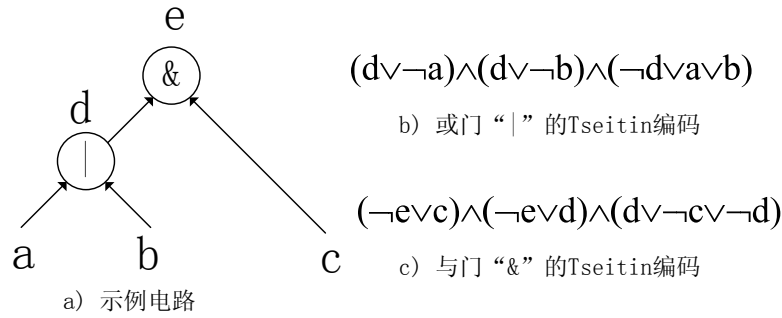 e
&
d
|
a
b
c
a) 示例电路
(d∨¬a)∧(d∨¬b)∧(¬d∨a∨b)
b) 或门“|”的Tseitin编码
(¬e∨c)∧(¬e∨d)∧(d∨¬c∨¬d)
c) 与门“&”的Tseitin编码